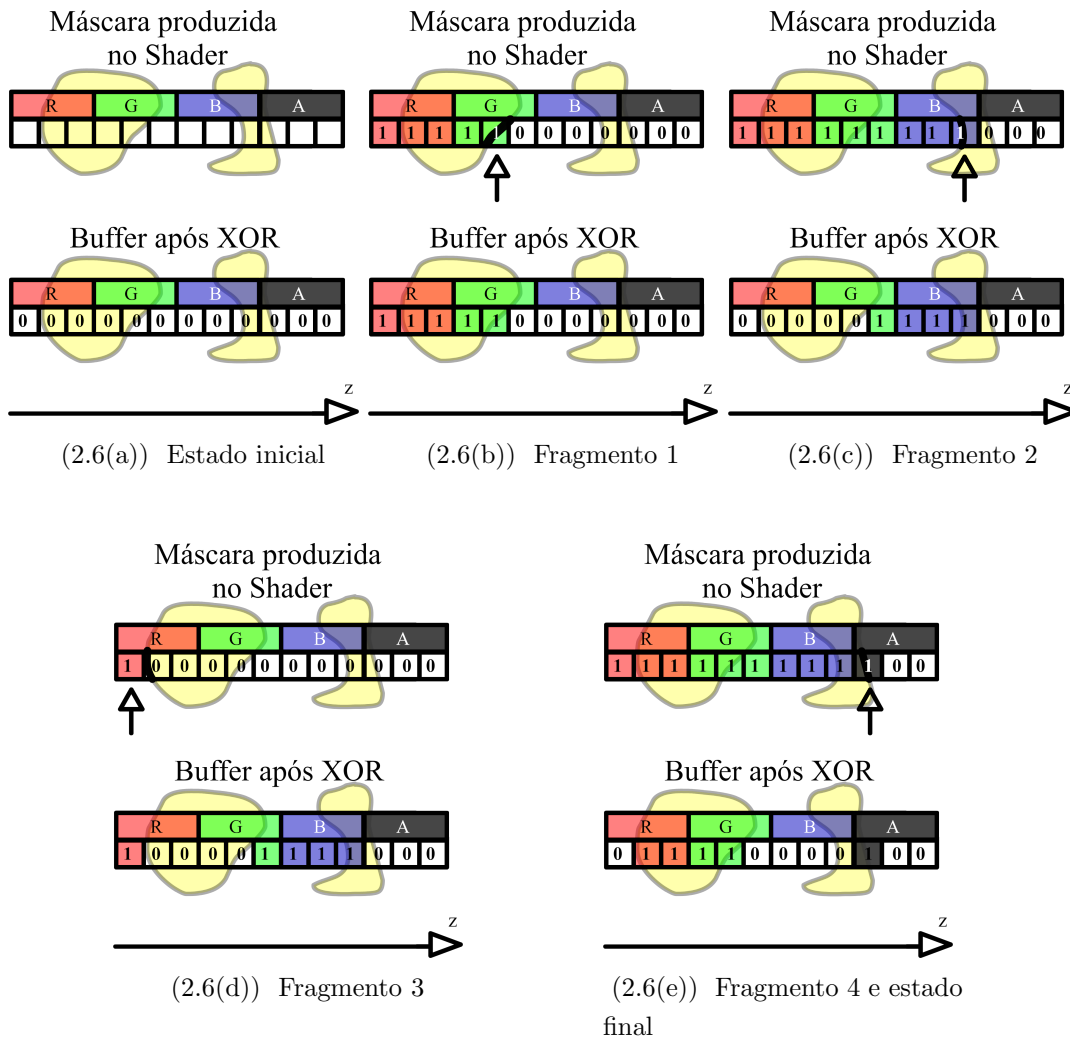 Máscara produzida
no Shader
R G B A
Buffer após XOR
R G B A
0 0 0 0 0 0 0 0 0 0 0 0
z
(2.6(a)) Estado inicial
Máscara produzida
no Shader
R G B A
1 1 1 1 1 0 0 0 0 0 0 0
Buffer após XOR
R G B A
1 1 1 1 1 0 0 0 0 0 0 0
z
(2.6(b)) Fragmento 1
Máscara produzida
no Shader
R G B A
1 1 1 1 1 1 1 1 1 0 0 0
Buffer após XOR
R G B A
0 0 0 0 0 1 1 1 1 0 0 0
z
(2.6(c)) Fragmento 2
Máscara produzida
no Shader
R G B A
1 0 0 0 0 0 0 0 0 0 0 0
Buffer após XOR
R G B A
1 0 0 0 0 1 1 1 1 0 0 0
z
(2.6(d)) Fragmento 3
Máscara produzida
no Shader
R G B A
1 1 1 1 1 1 1 1 1 1 0 0
Buffer após XOR
R G B A
0 1 1 1 1 0 0 0 0 1 0 0
z
(2.6(e)) Fragmento 4 e estado
final